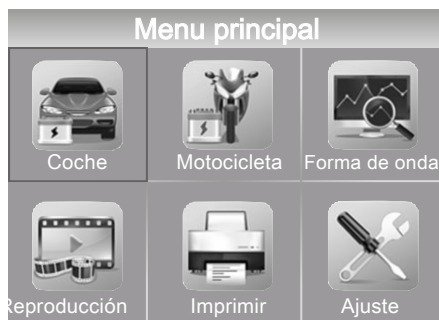 Menu principal
Coche Motocicleta Forma de onda
Reproducción Imprimir Ajuste